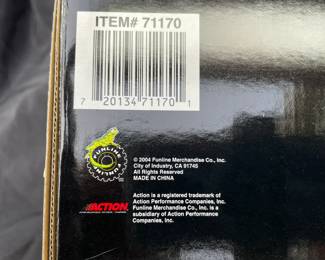 ITEM# 71170
7 20134 71170 1
FUNLINE
FUNLINE
© 2004 Funline Merchandise Co., Inc.
City of Industry, CA 91745
All Rights Reserved
MADE IN CHINA
ACTION
Action is a registered trademark of
Action Performance Companies, Inc.
Funline Merchandise Co., Inc. is a
subsidiary of Action Performance
Companies, Inc.